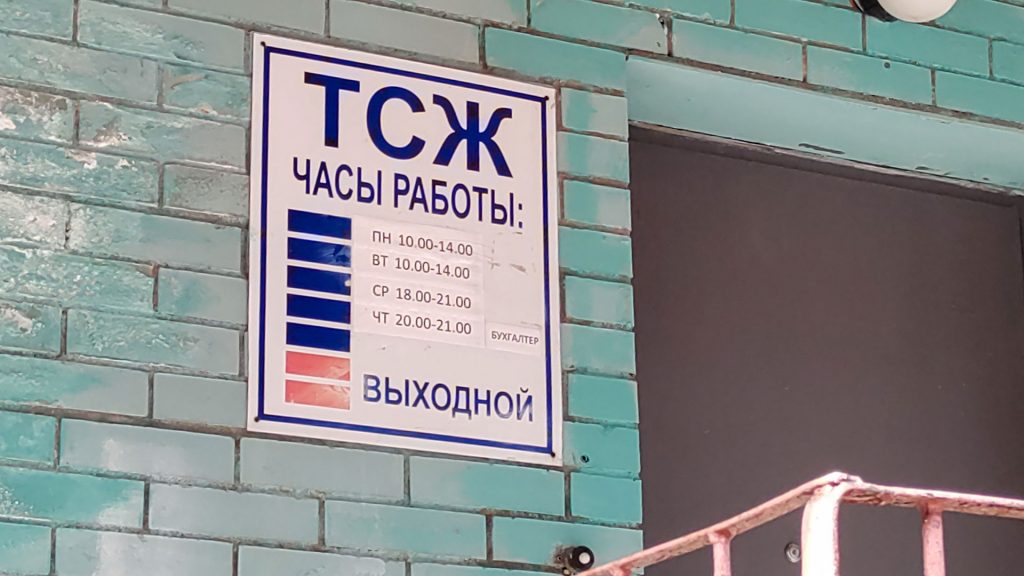 ТСЖ
ЧАСЫ РАБОТЫ:
ПН 10.00-14.00
ВТ 10.00-14.00
СР 18.00-21.00
ЧТ 20.00-21.00 БУХГАЛТЕР
ВЫХОДНОЙ